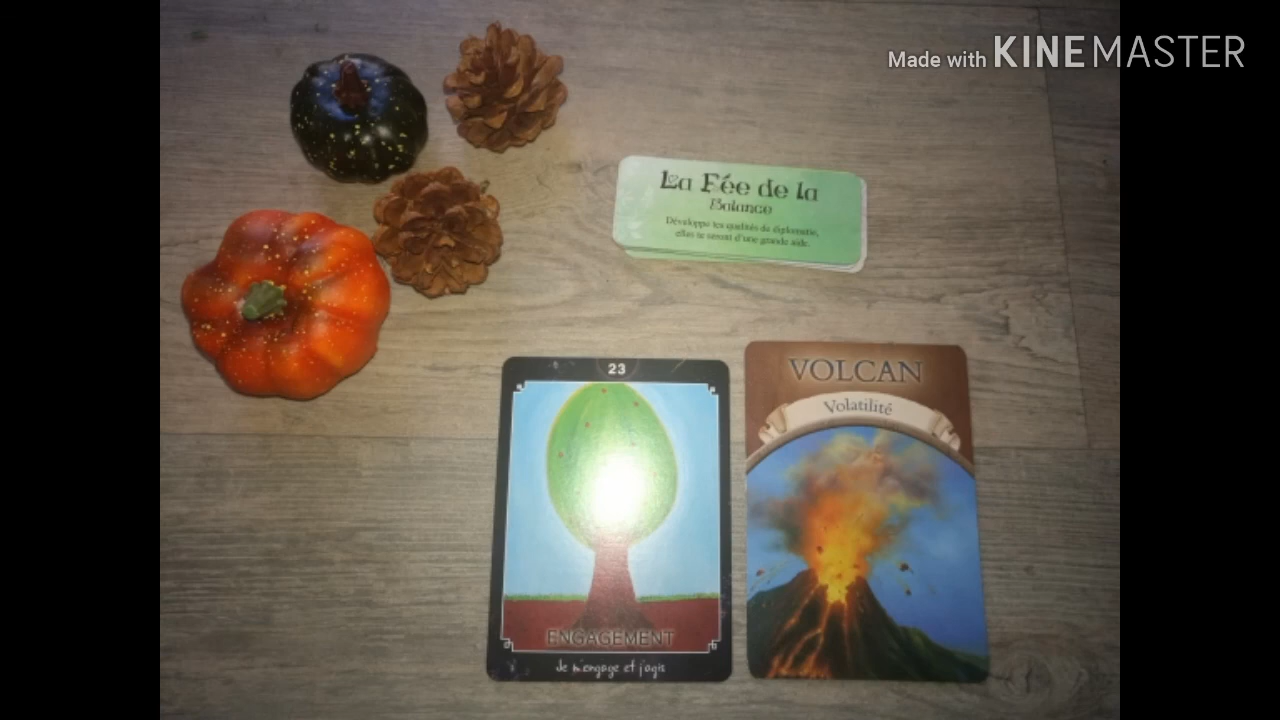 Made with KINEMASTER
La Fée de la
Balance
Développe tes qualités de diplomatie,
elles te seront d'une grande aide.
23
ENGAGEMENT
Je m'engage et j'agis
VOLCAN
Volatilité